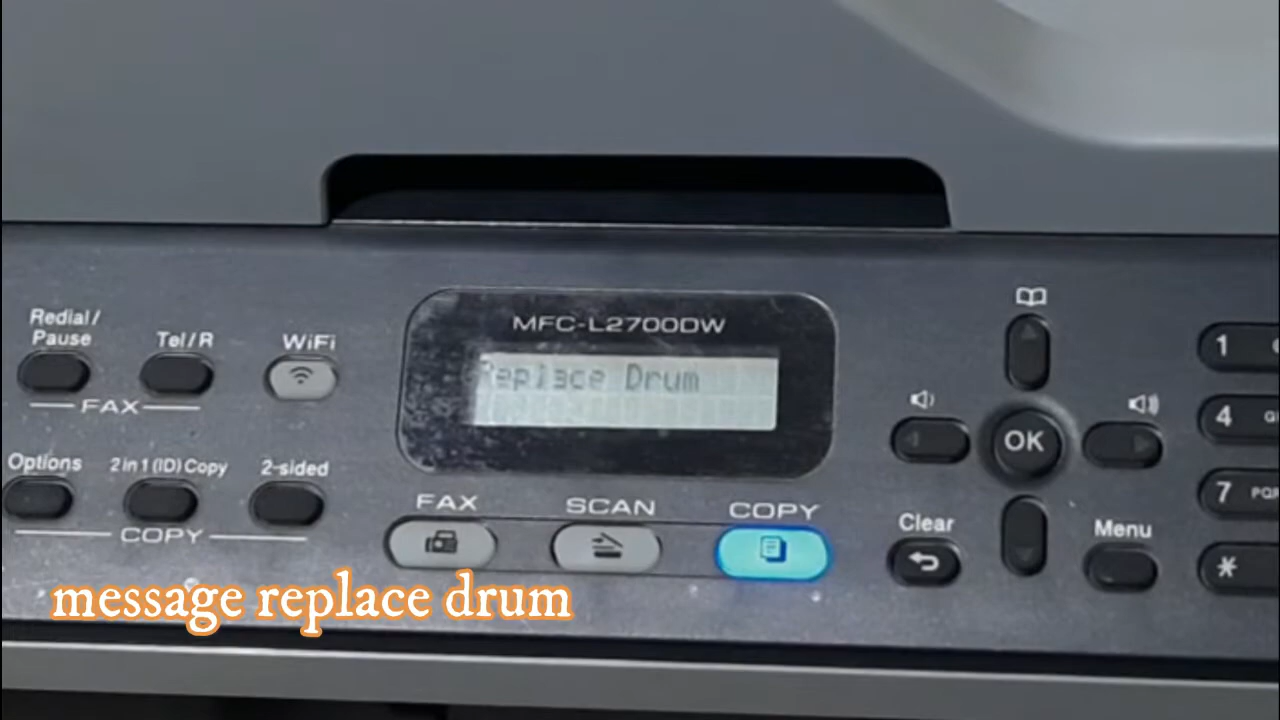 MFC-L2700DW
Replace Drum
Redial/
Pause
Tel/R
WiFi
FAX
Options
2 in 1 (ID) Copy
2-sided
COPY
FAX
SCAN
COPY
OK
Clear
Menu
1
4
7
*
message replace drum